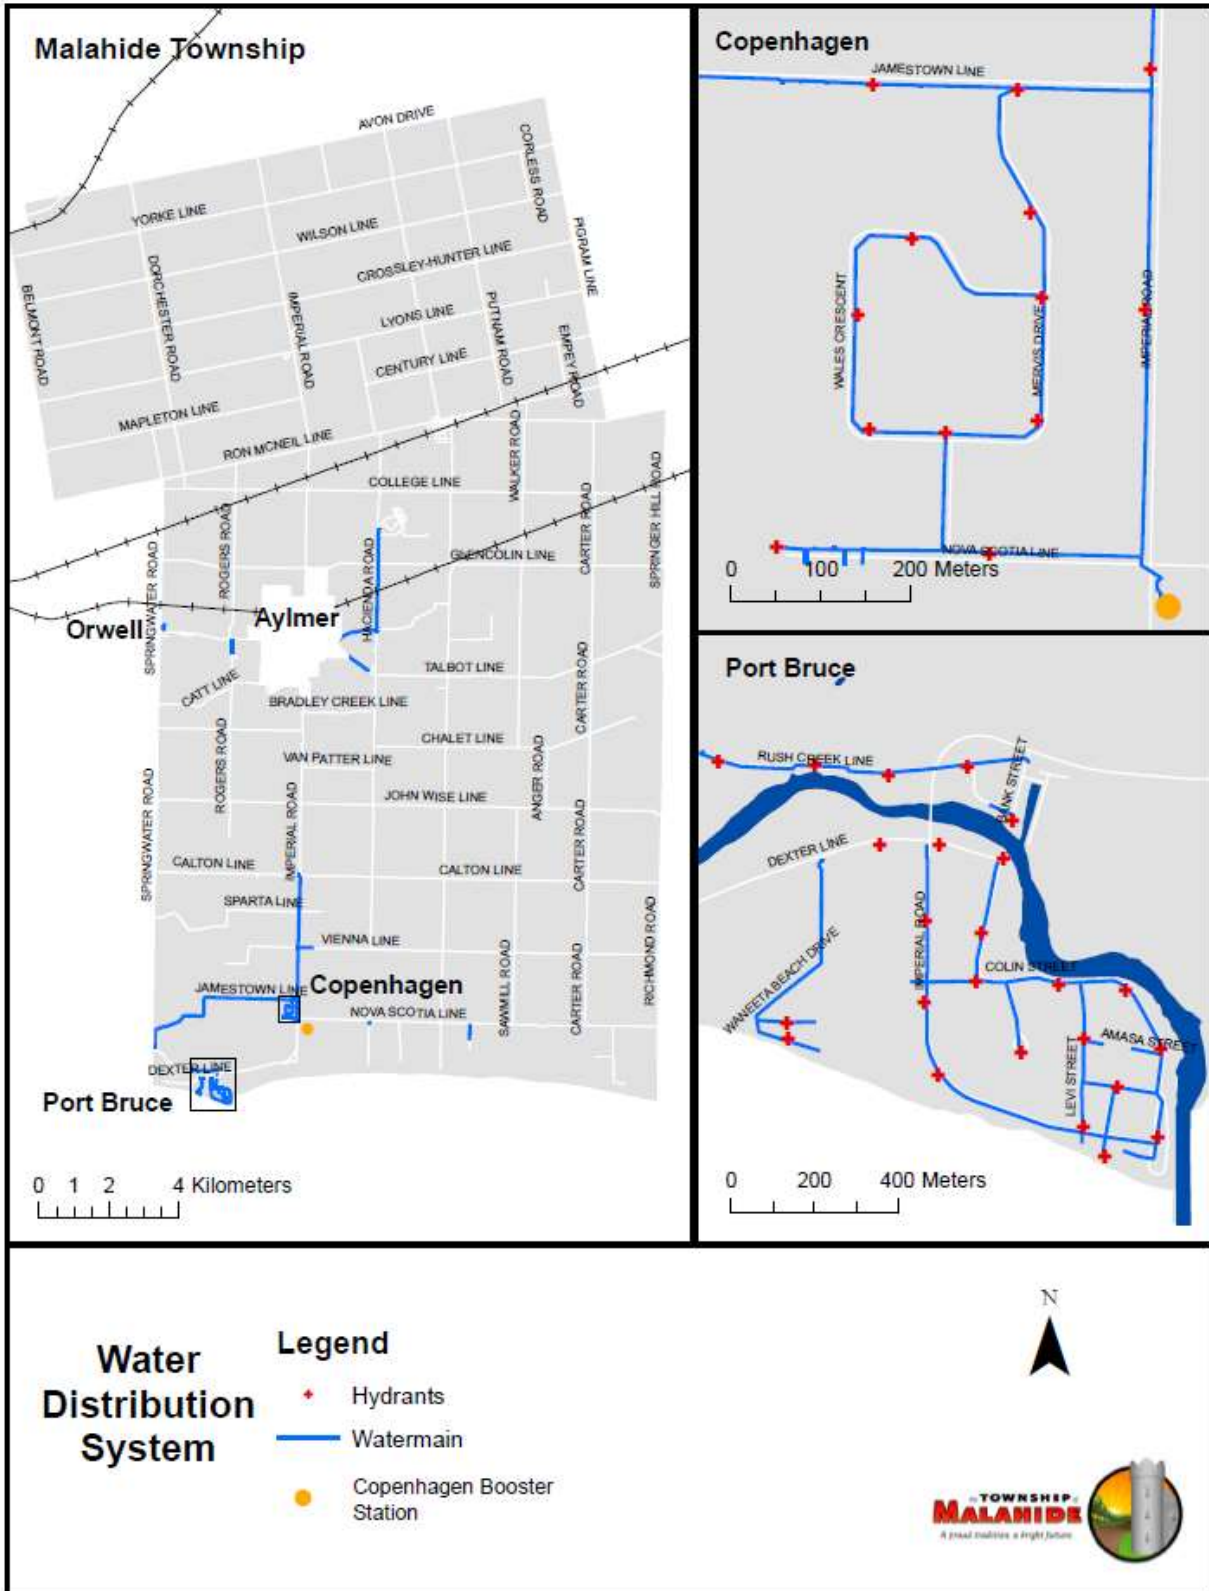 Malahide Township
AVON DRIVE
CORLESS ROAD
YORKE LINE
WILSON LINE
PIGRAM LINE
CROSSLEY-HUNTER LINE
DORCHESTER ROAD
BELMONT ROAD
IMPERIAL ROAD
LYONS LINE
PUTNAM ROAD
EMPEY ROAD
CENTURY LINE
MAPLETON LINE
RON MCNEIL LINE
WALKER ROAD
COLLEGE LINE
SPRINGER HILL ROAD
CARTER ROAD
ROGERS ROAD
GLENCOLIN LINE
HACIENDA ROAD
SPRINGWATER ROAD
Aylmer
Orwell
TALBOT LINE
CARTER ROAD
CATT LINE
BRADLEY CREEK LINE
CHALET LINE
ROGERS ROAD
VAN PATTER LINE
ANGER ROAD
JOHN WISE LINE
IMPERIAL ROAD
SPRINGWATER ROAD
CALTON LINE
CALTON LINE
CARTER ROAD
SPARTA LINE
VIENNA LINE
RICHMOND ROAD
SAWMILL ROAD
CARTER ROAD
JAMESTOWN LINE
Copenhagen
NOVA SCOTIA LINE
DEXTER LINE
Port Bruce
0 1 2 4 Kilometers
Copenhagen
JAMESTOWN LINE
WALES CRESCENT
MERVIS DRIVE
IMPERIAL ROAD
NOVA SCOTIA LINE
0 100 200 Meters
Port Bruce
RUSH CREEK LINE
BANK STREET
DEXTER LINE
IMPERIAL ROAD
WANEETA BEACH DRIVE
COLIN STREET
AMASA STREET
LEVI STREET
0 200 400 Meters
Water
Distribution
System
Legend
Hydrants
Watermain
Copenhagen Booster
Station
N
TOWNSHIP of
MALAHIDE
A proud tradition, a bright future.